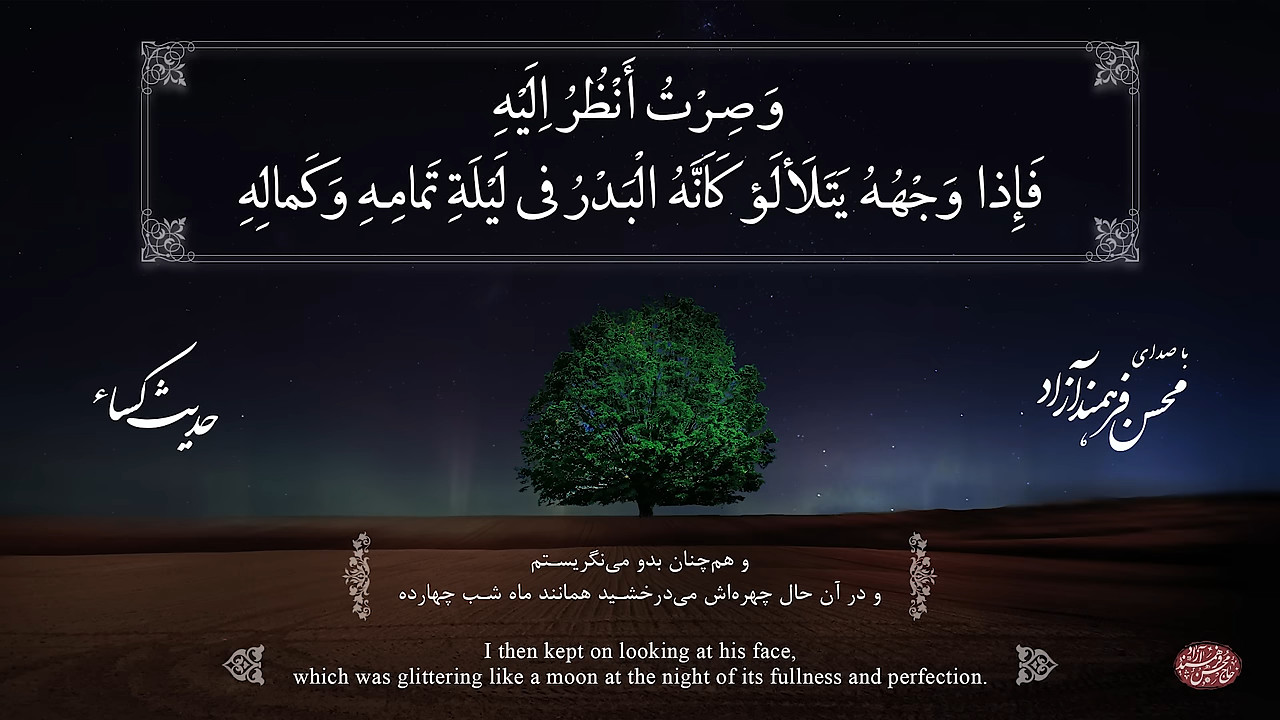 وَ صِرْتُ أَنْظُرُ اِلَيْهِ
فَإِذا وَجْهُهُ يَتَلَأْلَؤُ كَاَنَّهُ الْبَدْرُ فى لَيْلَةِ تَمامِهِ وَكَمالِهِ
با صدای
محسن فرهمند آزاد
حدیث کساء
و هم‌چنان بدو می‌نگریستم
و در آن حال چهره‌اش می‌درخشید همانند ماه شب چهارده
I then kept on looking at his face,
which was glittering like a moon at the night of its fullness and perfection.